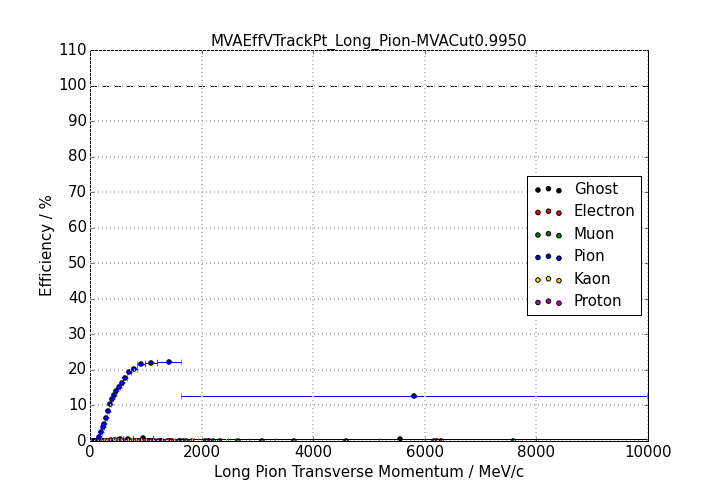 MVAEffVTrackPt_Long_Pion-MVACut0.9950
110
100
90
80
70
60
50
40
30
20
10
0
Efficiency / %
Ghost
Electron
Muon
Pion
Kaon
Proton
0 2000 4000 6000 8000 10000
Long Pion Transverse Momentum / MeV/c